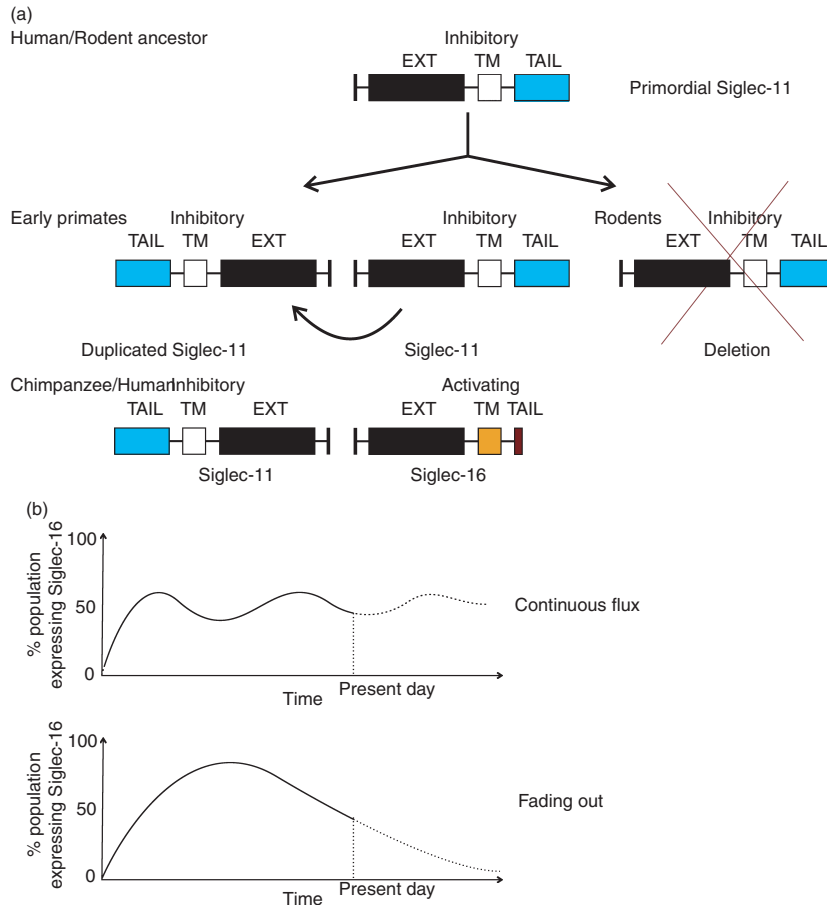 (a)
Human/Rodent ancestor Inhibitory
EXT TM TAIL
Primordial Siglec-11
Early primates Inhibitory Inhibitory Rodents Inhibitory
TAIL TM EXT EXT TM TAIL EXT TM TAIL
Duplicated Siglec-11 Siglec-11 Deletion
Chimpanzee/HumanInhibitory Activating
TAIL TM EXT EXT TM TAIL
Siglec-11 Siglec-16
(b)
% population
expressing Siglec-16
100
50
0
Continuous flux
Time
Present day
% population
expressing Siglec-16
100
50
0
Fading out
Time
Present day